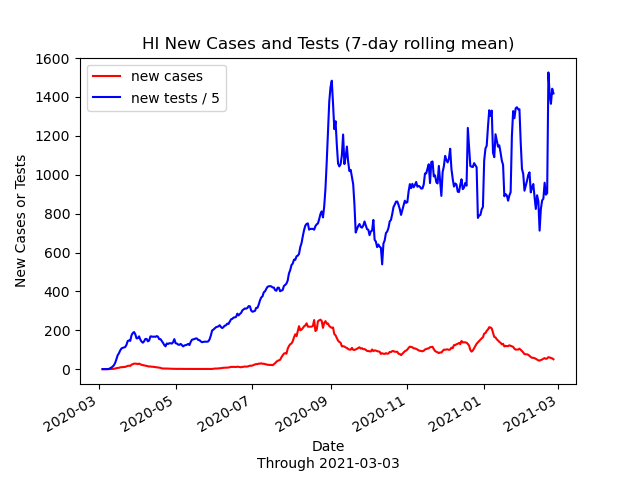 HI New Cases and Tests (7-day rolling mean)
new cases
new tests / 5
New Cases or Tests
1600
1400
1200
1000
800
600
400
200
0
2020-03
2020-05
2020-07
2020-09
2020-11
2021-01
2021-03
Date
Through 2021-03-03